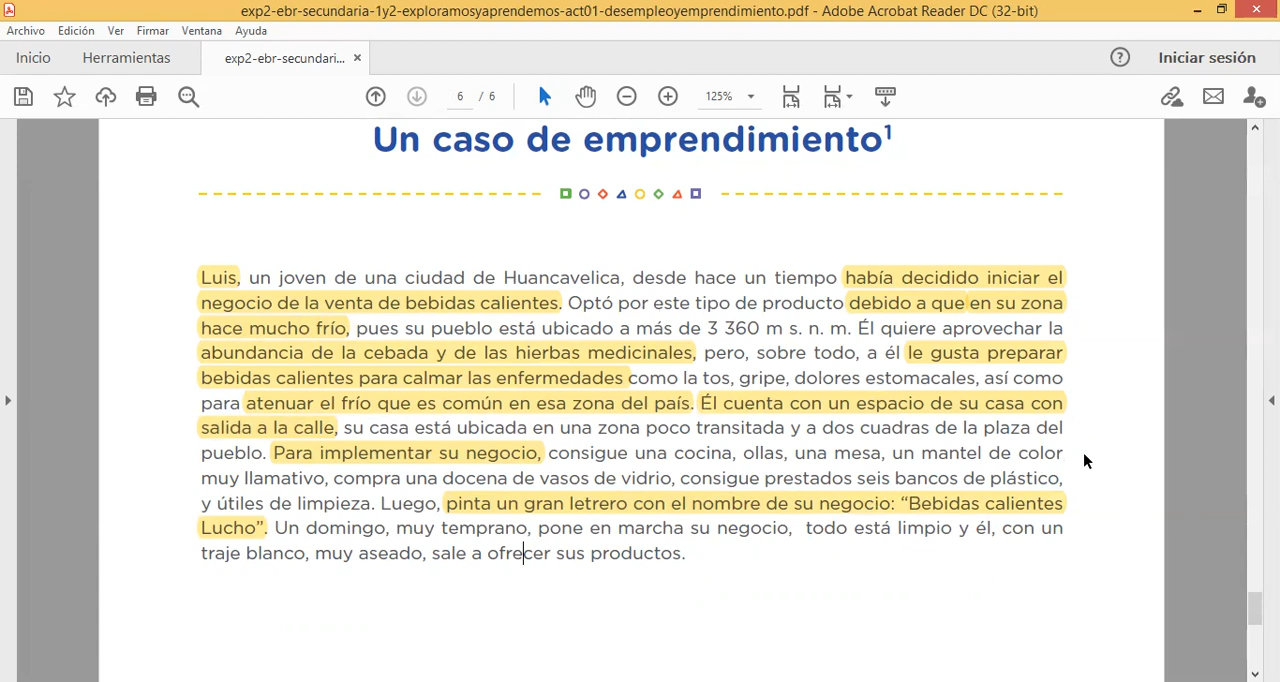 exp2-ebr-secundaria-1y2-exploramosyaprendemos-act01-desempleoyemprendimiento.pdf - Adobe Acrobat Reader DC (32-bit)
Archivo Edición Ver Firmar Ventana Ayuda
Inicio Herramientas exp2-ebr-secundari... × Iniciar sesión
6 / 6 125%
Un caso de emprendimiento¹
Luis, un joven de una ciudad de Huancavelica, desde hace un tiempo había decidido iniciar el
negocio de la venta de bebidas calientes. Optó por este tipo de producto debido a que en su zona
hace mucho frío, pues su pueblo está ubicado a más de 3 360 m s. n. m. Él quiere aprovechar la
abundancia de la cebada y de las hierbas medicinales, pero, sobre todo, a él le gusta preparar
bebidas calientes para calmar las enfermedades como la tos, gripe, dolores estomacales, así como
para atenuar el frío que es común en esa zona del país. Él cuenta con un espacio de su casa con
salida a la calle, su casa está ubicada en una zona poco transitada y a dos cuadras de la plaza del
pueblo. Para implementar su negocio, consigue una cocina, ollas, una mesa, un mantel de color
muy llamativo, compra una docena de vasos de vidrio, consigue prestados seis bancos de plástico,
y útiles de limpieza. Luego, pinta un gran letrero con el nombre de su negocio: “Bebidas calientes
Lucho”. Un domingo, muy temprano, pone en marcha su negocio, todo está limpio y él, con un
traje blanco, muy aseado, sale a ofrecer sus productos.